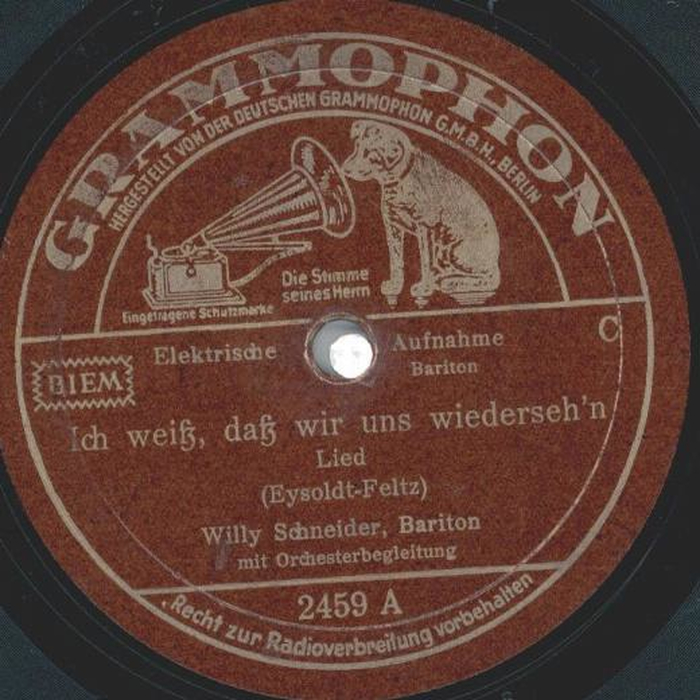 GRAMMOPHON
HERGESTELLT VON DER DEUTSCHEN GRAMMOPHON G.M.B.H., BERLIN
Die Stimme
seines Herrn
Eingetragene Schutzmarke
C
Elektrische Aufnahme
Bariton
BIEM
Ich weiß, daß wir uns wiederseh'n
Lied
(Eysoldt-Feltz)
Willy Schneider, Bariton
mit Orchesterbegleitung
2459 A
Recht zur Radioverbreitung vorbehalten